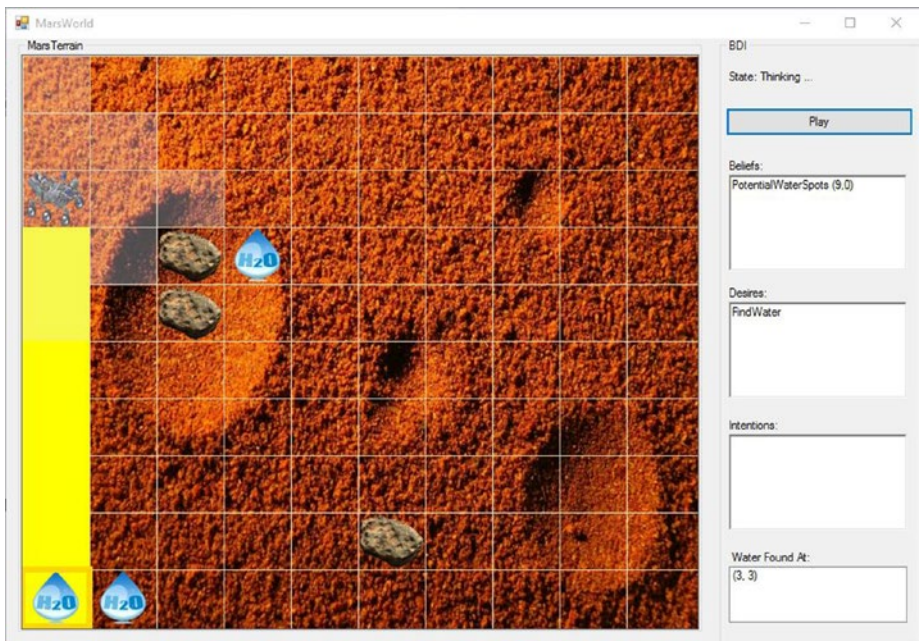 MarsWorld
Mars Terrain
BDI
State: Thinking ...
Play
Beliefs:
PotentialWaterSpots (9,0)
Desires:
FindWater
H2O
Intentions:
Water Found At:
(3, 3)
H2O
H2O